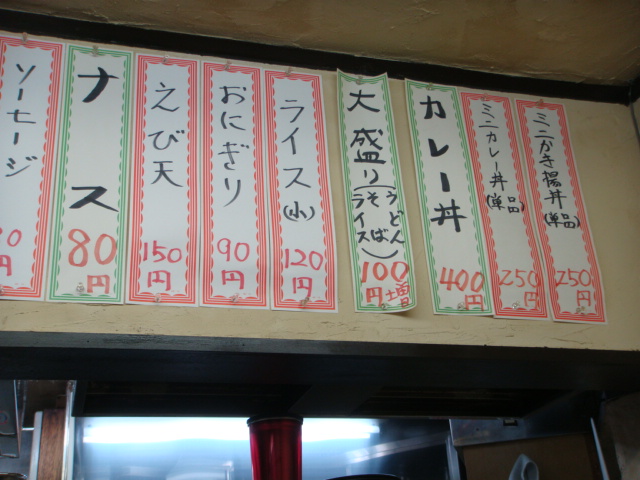 ミニかき揚丼(単品)
250円
ミニカレー丼(単品)
250円
カレー丼
400円
大盛り(うどん
そば
ライス)
100円増
ライス(小)
120円
おにぎり
90円
えび天
150円
ナス
80円
ソーセージ
0円